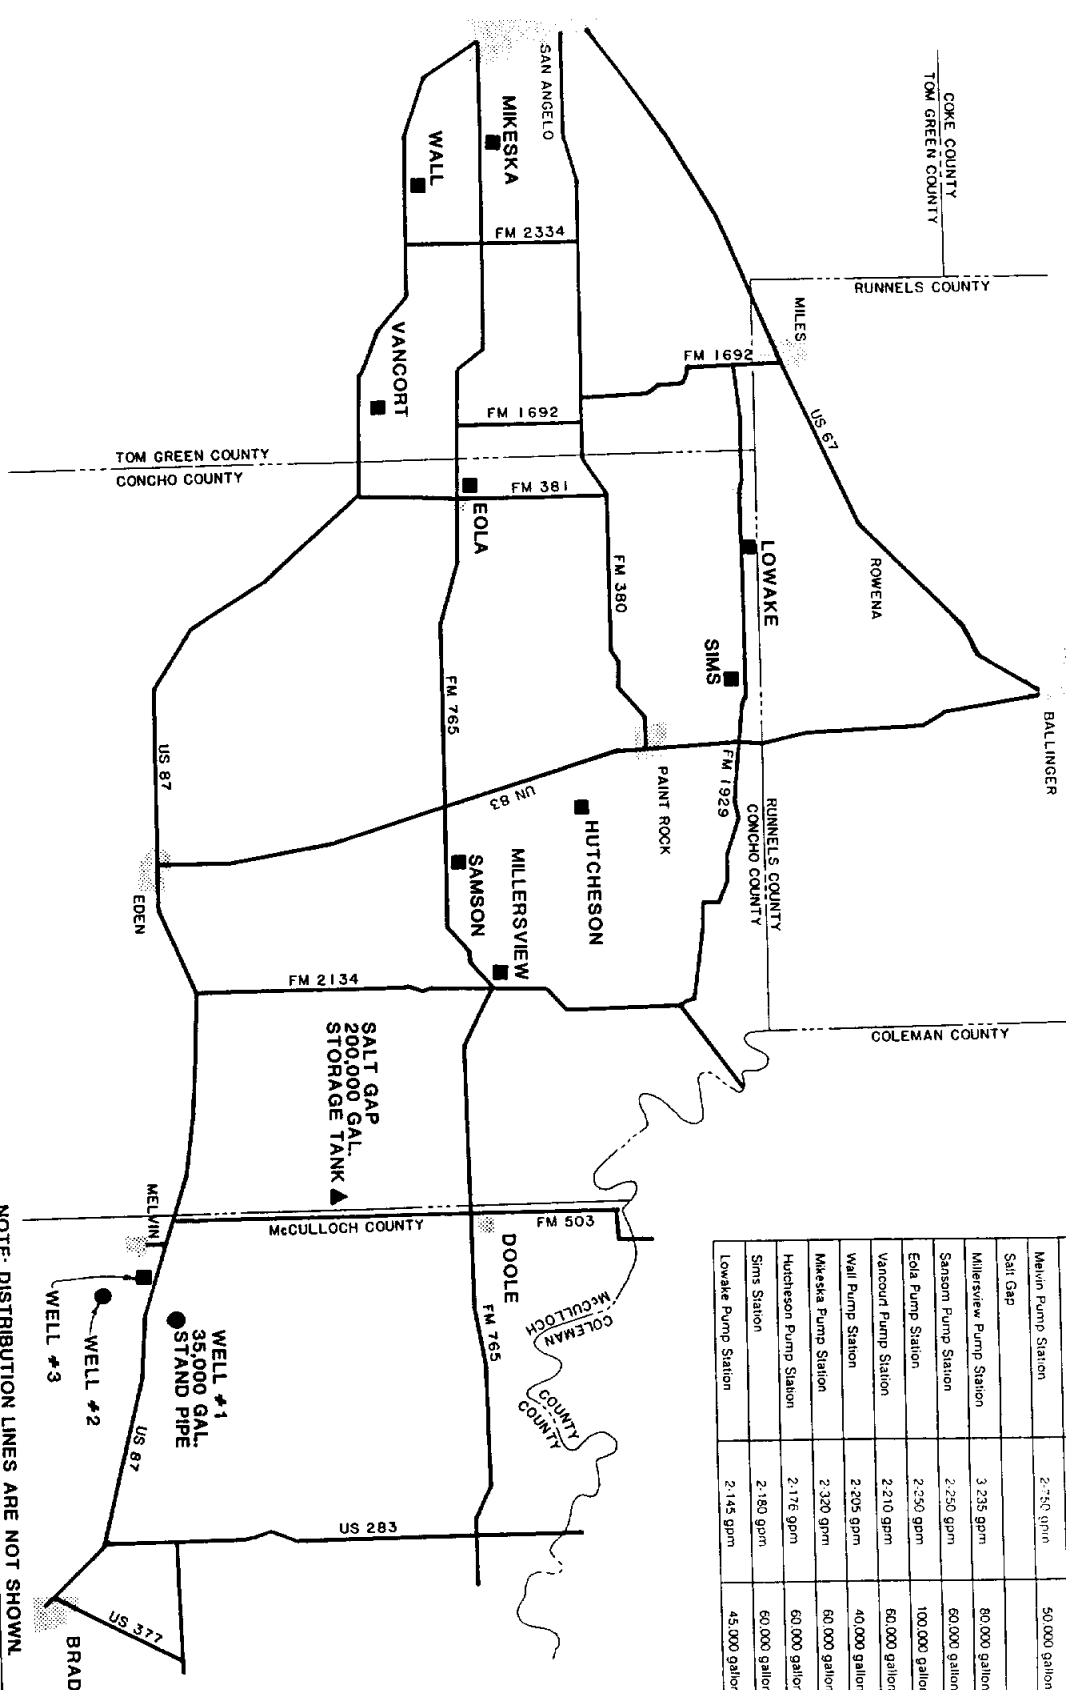 COKE COUNTY
TOM GREEN COUNTY
RUNNELS COUNTY
SAN ANGELO
MIKESKA
WALL
FM 2334
MILES
FM 1692
US 67
VANCORT
FM 1692
TOM GREEN COUNTY
CONCHO COUNTY
FM 381
EOLA
LOWAKE
ROWENA
FM 380
SIMS
FM 765
BALLINGER
US 87
UN 83
PAINT ROCK
FM 1929
RUNNELS COUNTY
CONCHO COUNTY
HUTCHESON
MILLERSVIEW
SAMSON
EDEN
FM 2134
COLEMAN COUNTY
SALT GAP
200,000 GAL.
STORAGE TANK
MELVIN
McCULLOCH COUNTY
FM 503
DOOLE
FM 765
COLEMAN COUNTY
McCULLOCH COUNTY
WELL #1
35,000 GAL.
STAND PIPE
WELL #2
WELL #3
US 87
US 283
US 377
BRAD
NOTE: DISTRIBUTION LINES ARE NOT SHOWN.
Melvin Pump Station 2-750 gpm 50,000 gallon
Salt Gap
Millersview Pump Station 3 235 gpm 80,000 gallon
Sansom Pump Station 2-250 gpm 60,000 gallon
Eola Pump Station 2-250 gpm 100,000 gallon
Vancourt Pump Station 2-210 gpm 60,000 gallon
Wall Pump Station 2-205 gpm 40,000 gallon
Mikeska Pump Station 2-320 gpm 60,000 gallon
Hutcheson Pump Station 2-176 gpm 60,000 gallon
Sims Station 2-180 gpm 60,000 gallon
Lowake Pump Station 2-145 gpm 45,000 gallon